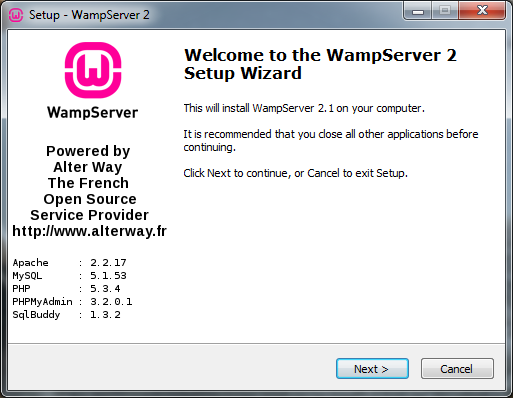 Setup - WampServer 2
WampServer
Powered by
Alter Way
The French
Open Source
Service Provider
http://www.alterway.fr
Apache : 2.2.17
MySQL : 5.1.53
PHP : 5.3.4
PHPMyAdmin : 3.2.0.1
SqlBuddy : 1.3.2
Welcome to the WampServer 2
Setup Wizard
This will install WampServer 2.1 on your computer.
It is recommended that you close all other applications before
continuing.
Click Next to continue, or Cancel to exit Setup.
Next >
Cancel